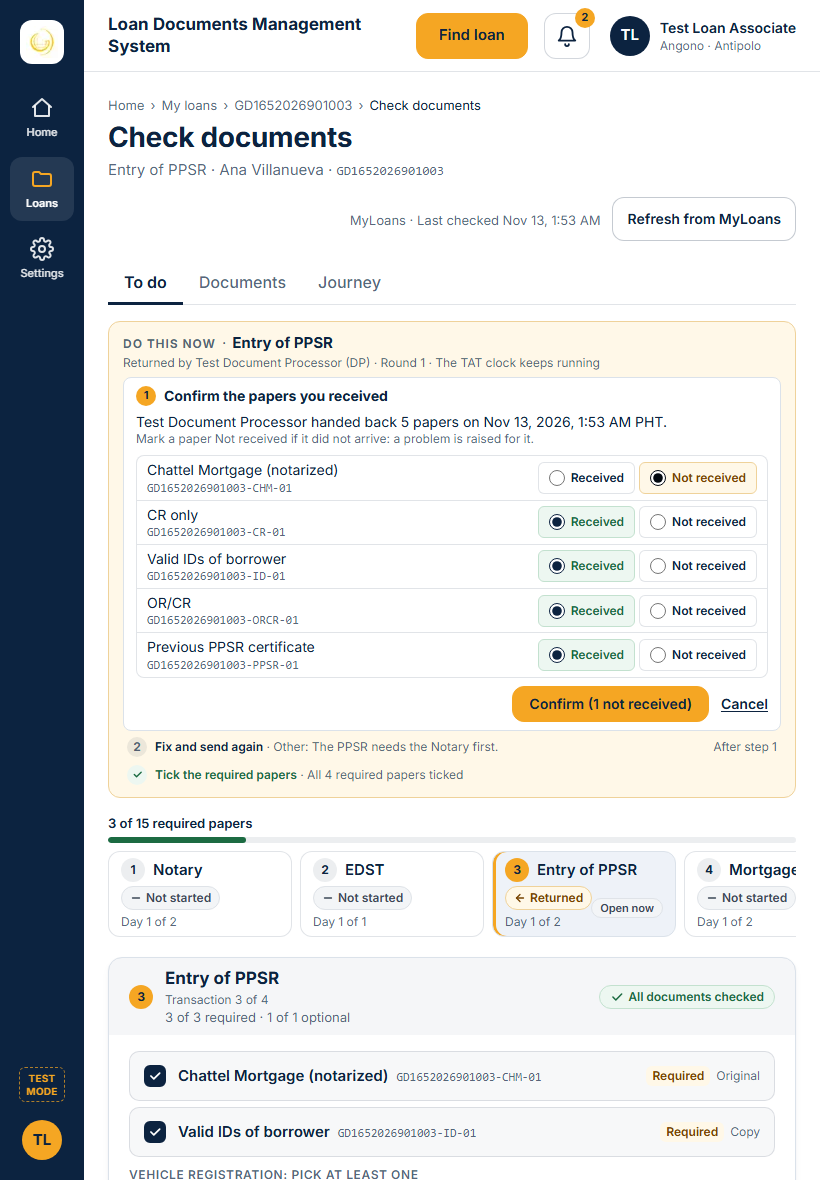 Loan Documents Management System
Find loan
2
TL
Test Loan Associate
Angono · Antipolo
Home
Loans
Settings
TEST MODE
TL
Home › My loans › GD1652026901003 › Check documents
Check documents
Entry of PPSR · Ana Villanueva · GD1652026901003
MyLoans · Last checked Nov 13, 1:53 AM
Refresh from MyLoans
To do
Documents
Journey
DO THIS NOW · Entry of PPSR
Returned by Test Document Processor (DP) · Round 1 · The TAT clock keeps running
1 Confirm the papers you received
Test Document Processor handed back 5 papers on Nov 13, 2026, 1:53 AM PHT.
Mark a paper Not received if it did not arrive: a problem is raised for it.
Chattel Mortgage (notarized)
GD1652026901003-CHM-01
Received
Not received
CR only
GD1652026901003-CR-01
Received
Not received
Valid IDs of borrower
GD1652026901003-ID-01
Received
Not received
OR/CR
GD1652026901003-ORCR-01
Received
Not received
Previous PPSR certificate
GD1652026901003-PPSR-01
Received
Not received
Confirm (1 not received)
Cancel
2 Fix and send again · Other: The PPSR needs the Notary first.
After step 1
Tick the required papers · All 4 required papers ticked
3 of 15 required papers
1 Notary
Not started
Day 1 of 2
2 EDST
Not started
Day 1 of 1
3 Entry of PPSR
Returned
Open now
Day 1 of 2
4 Mortgage
Not started
Day 1 of 2
3
Entry of PPSR
Transaction 3 of 4
3 of 3 required · 1 of 1 optional
All documents checked
Chattel Mortgage (notarized) GD1652026901003-CHM-01
Required
Original
Valid IDs of borrower GD1652026901003-ID-01
Required
Copy
VEHICLE REGISTRATION: PICK AT LEAST ONE